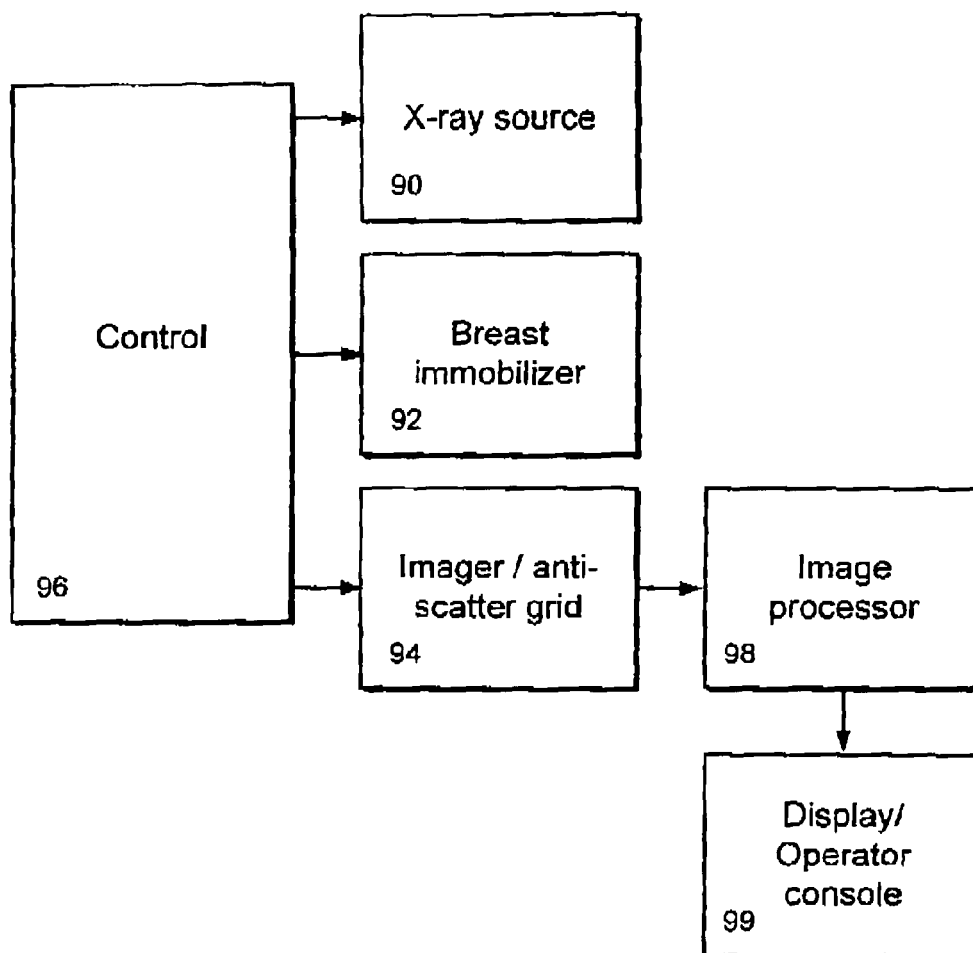 X-ray source
90
Control
96
Breast
immobilizer
92
Imager / anti-
scatter grid
94
Image
processor
98
Display/
Operator
console
99